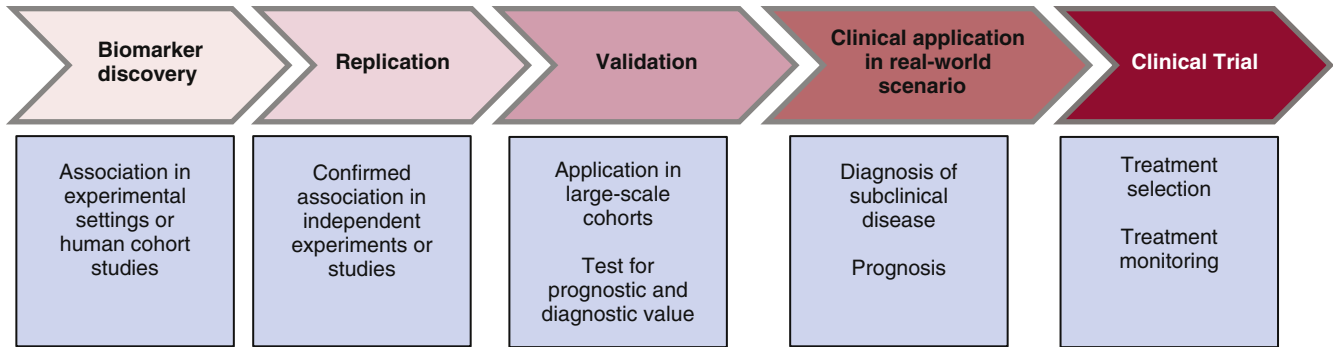 Biomarker
discovery
Replication
Validation
Clinical application
in real-world
scenario
Clinical Trial
Association in
experimental
settings or
human cohort
studies
Confirmed
association in
independent
experiments or
studies
Application in
large-scale
cohorts
Test for
prognostic and
diagnostic value
Diagnosis of
subclinical
disease
Prognosis
Treatment
selection
Treatment
monitoring